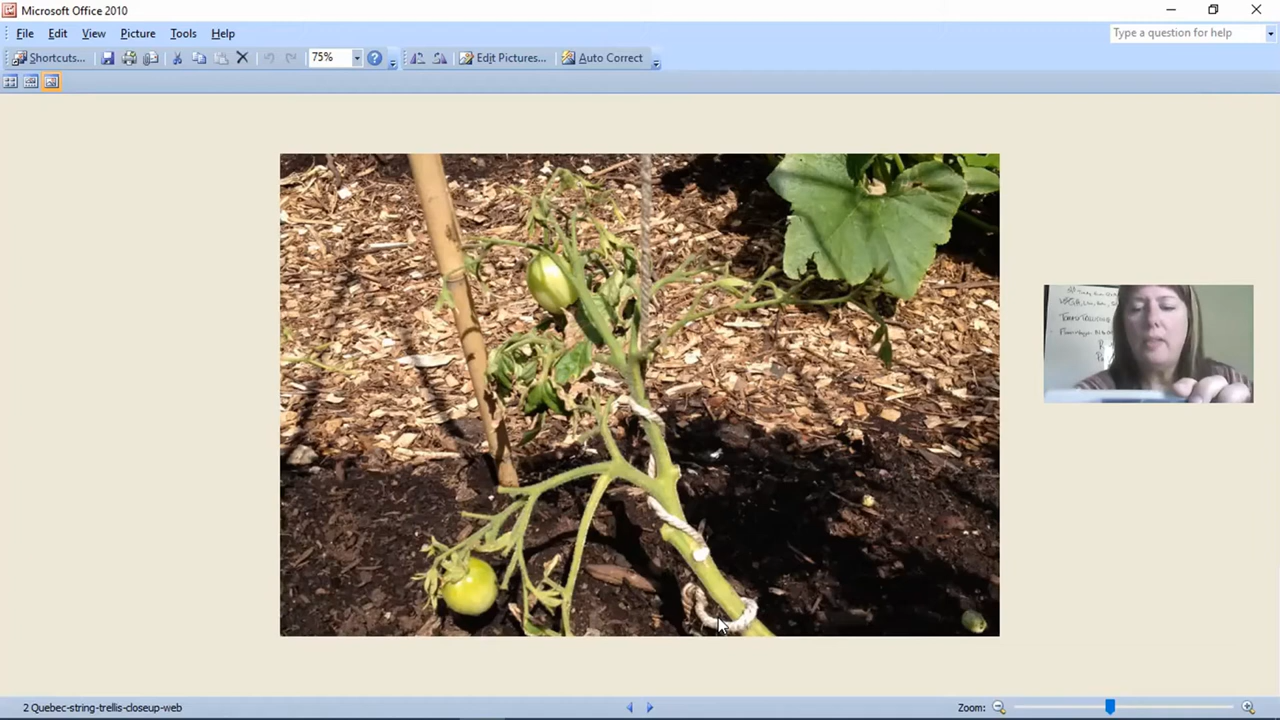 Microsoft Office 2010
File Edit View Picture Tools Help
Type a question for help
Shortcuts...
75%
Edit Pictures...
Auto Correct
2 Quebec-string-trellis-closeup-web
Zoom: